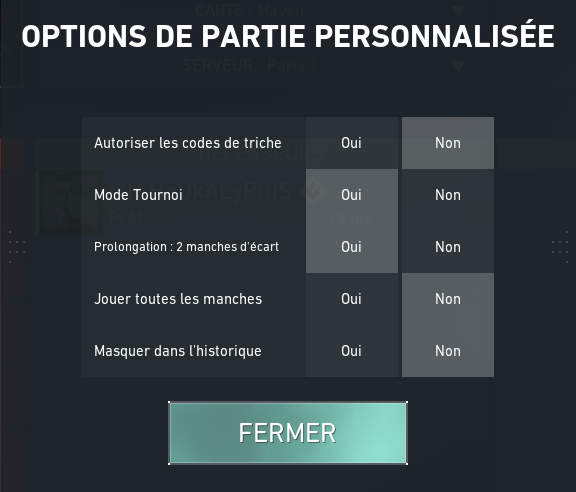 CARTE : Haven
OPTIONS DE PARTIE PERSONNALISÉE
SERVEUR : Paris 1
Autoriser les codes de triche Oui Non
Mode Tournoi Oui Non
Prolongation : 2 manches d'écart Oui Non
Jouer toutes les manches Oui Non
Masquer dans l'historique Oui Non
FERMER